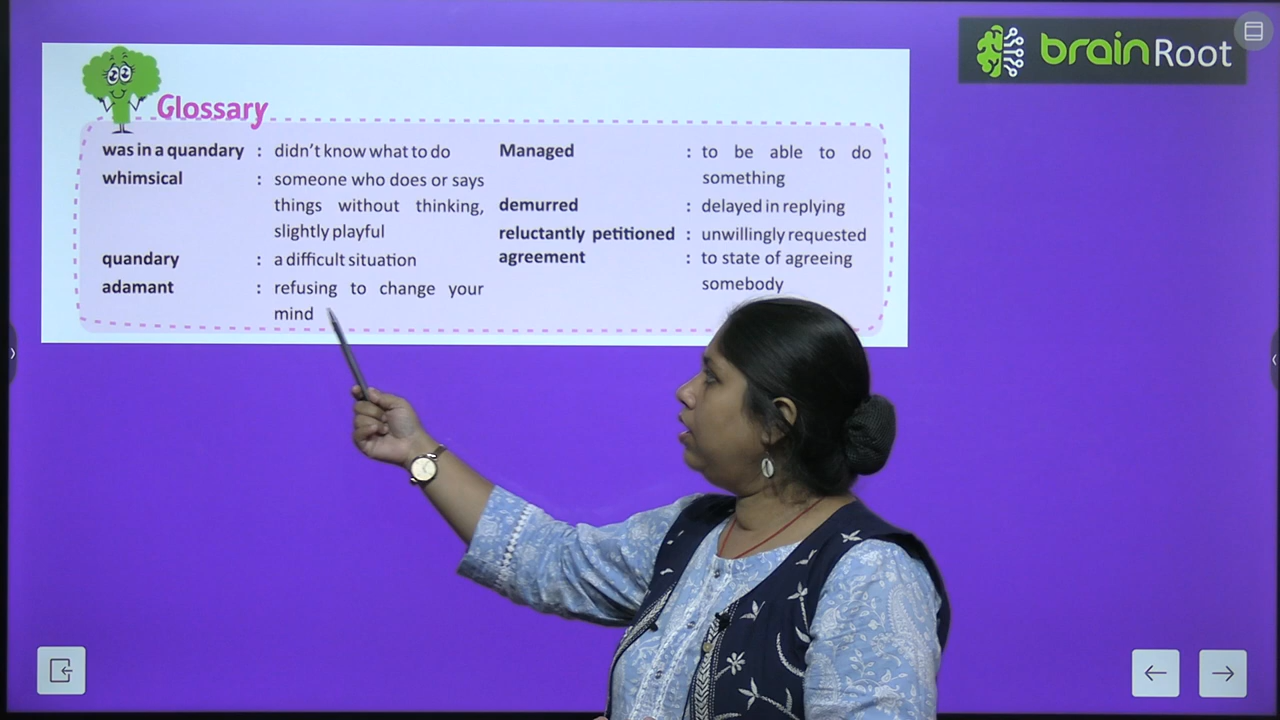 brainRoot
Glossary
was in a quandary : didn't know what to do
whimsical : someone who does or says
things without thinking,
slightly playful
quandary : a difficult situation
adamant : refusing to change your
mind
Managed : to be able to do
something
demurred : delayed in replying
reluctantly petitioned : unwillingly requested
agreement : to state of agreeing
somebody